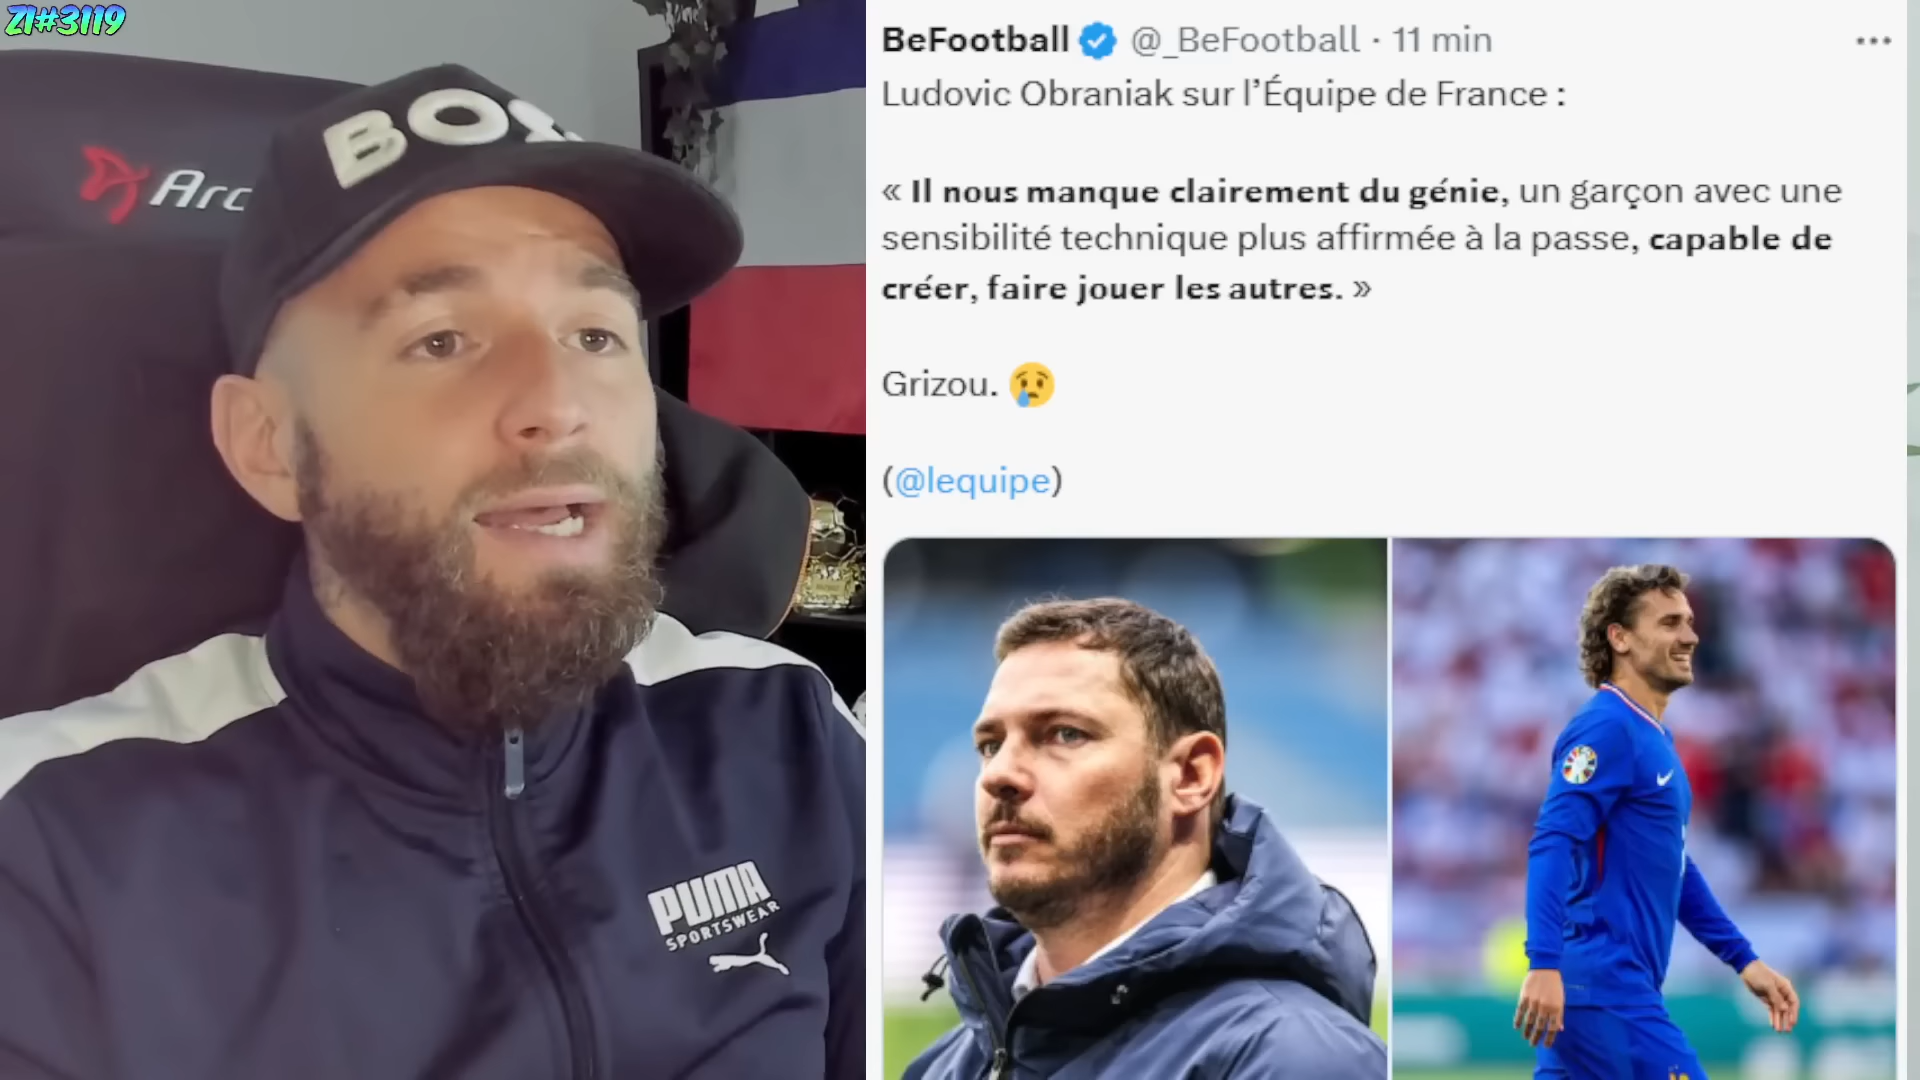 Z1#3119
BO
Arc
PUMA
SPORTSWEAR
BeFootball @_BeFootball · 11 min
Ludovic Obraniak sur l’Équipe de France :
« Il nous manque clairement du génie, un garçon avec une
sensibilité technique plus affirmée à la passe, capable de
créer, faire jouer les autres. »
Grizou. 😢
(@lequipe)